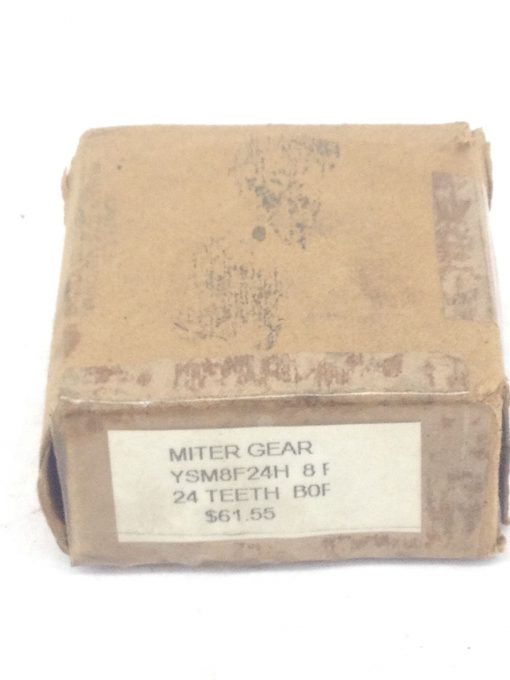 MITER GEAR
YSM8F24H 8 F
24 TEETH BOF
$61.55